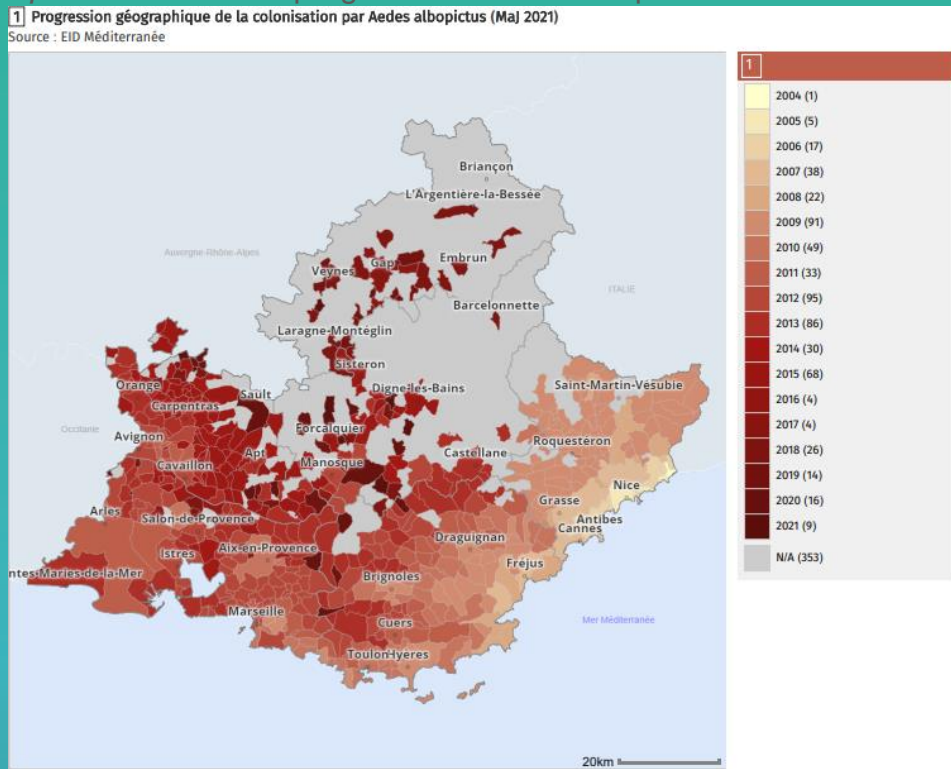 1 Progression géographique de la colonisation par Aedes albopictus (MaJ 2021)
Source : EID Méditerranée
1
2004 (1)
2005 (5)
2006 (17)
2007 (38)
2008 (22)
2009 (91)
2010 (49)
2011 (33)
2012 (95)
2013 (86)
2014 (30)
2015 (68)
2016 (4)
2017 (4)
2018 (26)
2019 (14)
2020 (16)
2021 (9)
N/A (353)
Briançon
L'Argentière-la-Bessée
Auvergne-Rhône-Alpes
Embrun
Gap
Veynes
ITALIE
Barcelonnette
Laragne-Montéglin
Sisteron
Orange
Digne-les-Bains
Saint-Martin-Vésubie
Sault
Carpentras
Occitanie
Forcalquier
Avignon
Roquestéron
Apt
Castellane
Cavaillon
Manosque
Nice
Grasse
Arles
Salon-de-Provence
Antibes
Cannes
Draguignan
Istres
Aix-en-Provence
Fréjus
ntes-Maries-de-la-Mer
Brignoles
Marseille
Cuers
Mer Méditerranée
Toulon
Hyères
20km